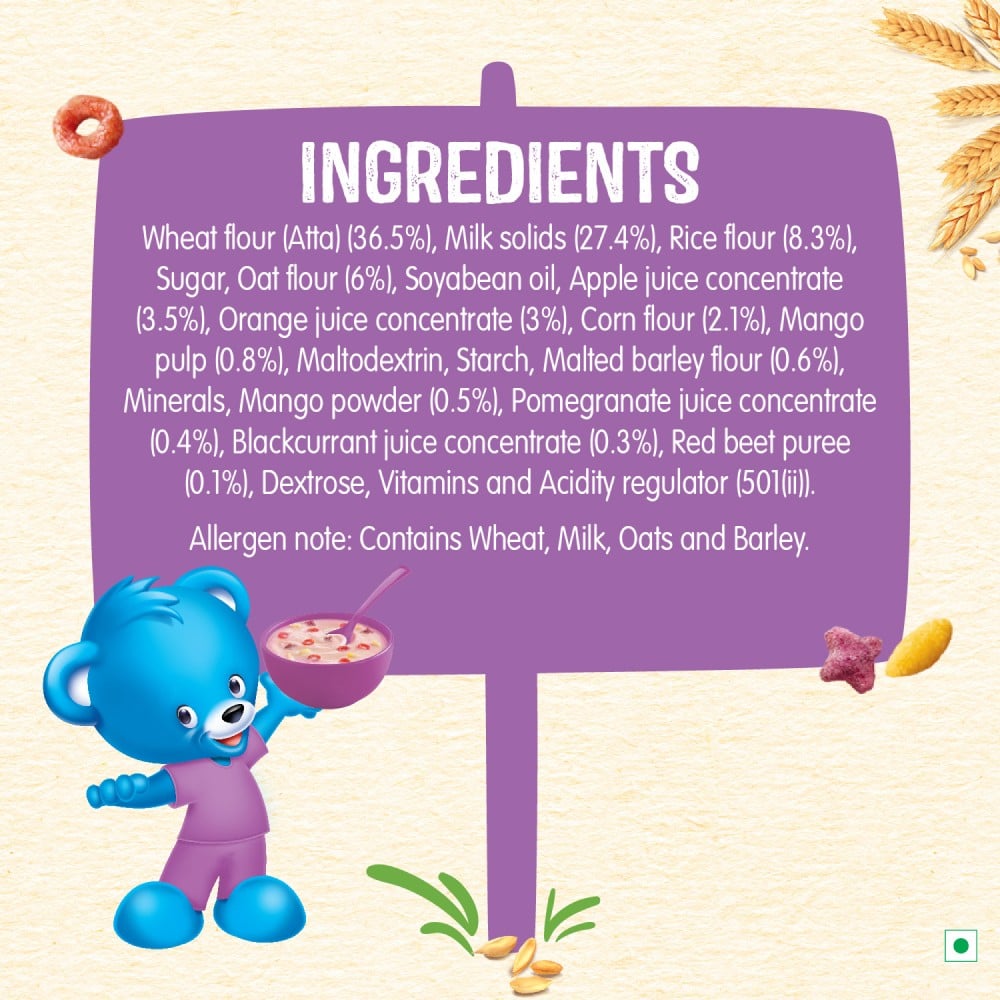 INGREDIENTS
Wheat flour (Atta) (36.5%), Milk solids (27.4%), Rice flour (8.3%),
Sugar, Oat flour (6%), Soyabean oil, Apple juice concentrate
(3.5%), Orange juice concentrate (3%), Corn flour (2.1%), Mango
pulp (0.8%), Maltodextrin, Starch, Malted barley flour (0.6%),
Minerals, Mango powder (0.5%), Pomegranate juice concentrate
(0.4%), Blackcurrant juice concentrate (0.3%), Red beet puree
(0.1%), Dextrose, Vitamins and Acidity regulator (501(ii)).
Allergen note: Contains Wheat, Milk, Oats and Barley.